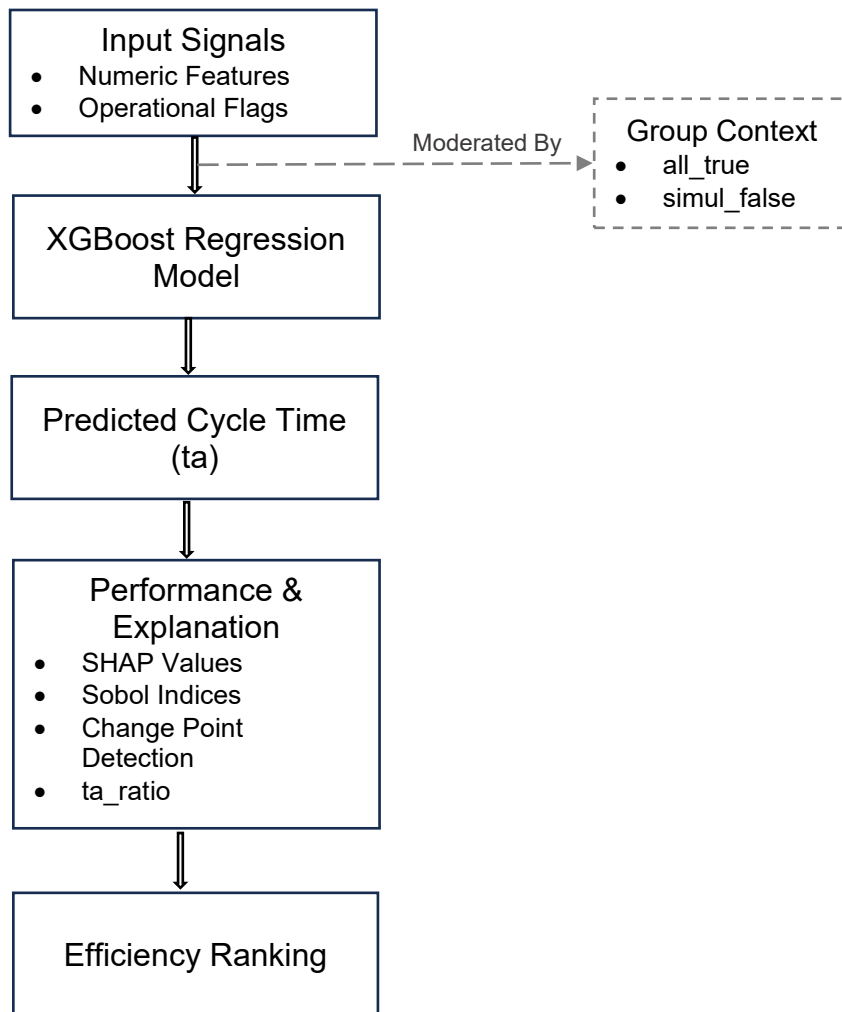 Input Signals
• Numeric Features
• Operational Flags
Moderated By
Group Context
• all_true
• simul_false
XGBoost Regression
Model
Predicted Cycle Time
(ta)
Performance &
Explanation
• SHAP Values
• Sobol Indices
• Change Point
Detection
• ta_ratio
Efficiency Ranking